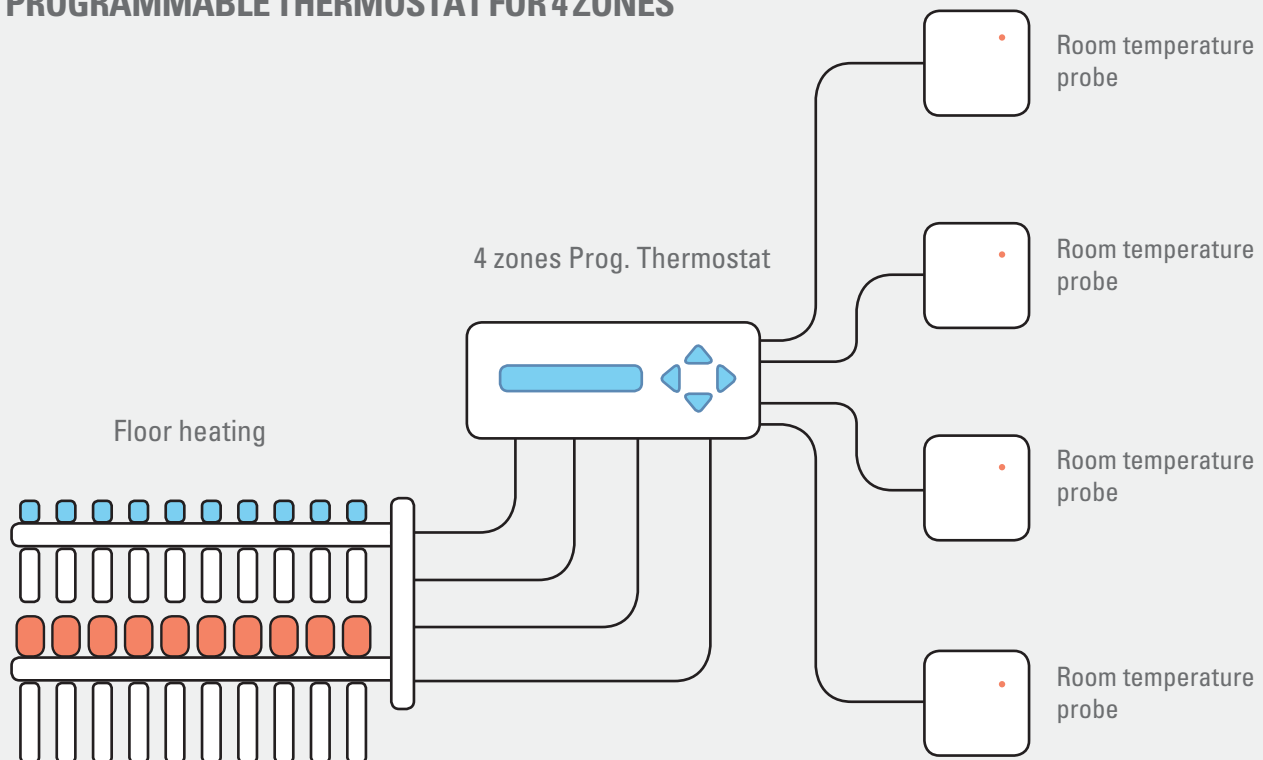 PROGRAMMABLE THERMOSTAT FOR 4 ZONES
Room temperature
probe
4 zones Prog. Thermostat
Room temperature
probe
Floor heating
Room temperature
probe
Room temperature
probe